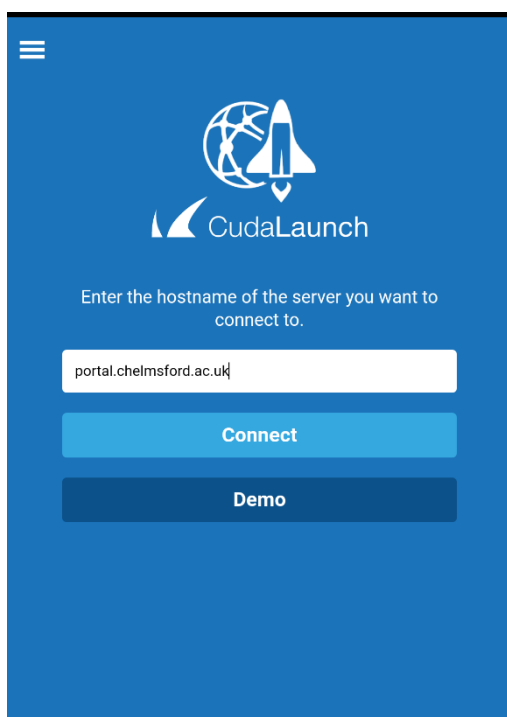 CudaLaunch
Enter the hostname of the server you want to
connect to.
portal.chelmsford.ac.uk
Connect
Demo